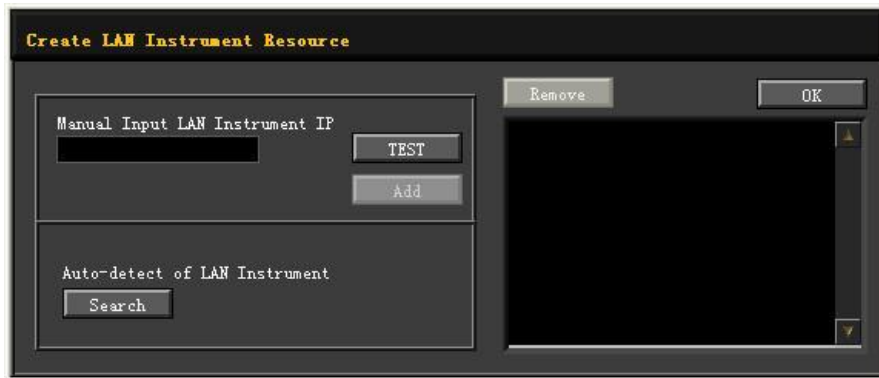 Create LAN Instrument Resource
Remove
OK
Manual Input LAN Instrument IP
TEST
Add
Auto-detect of LAN Instrument
Search